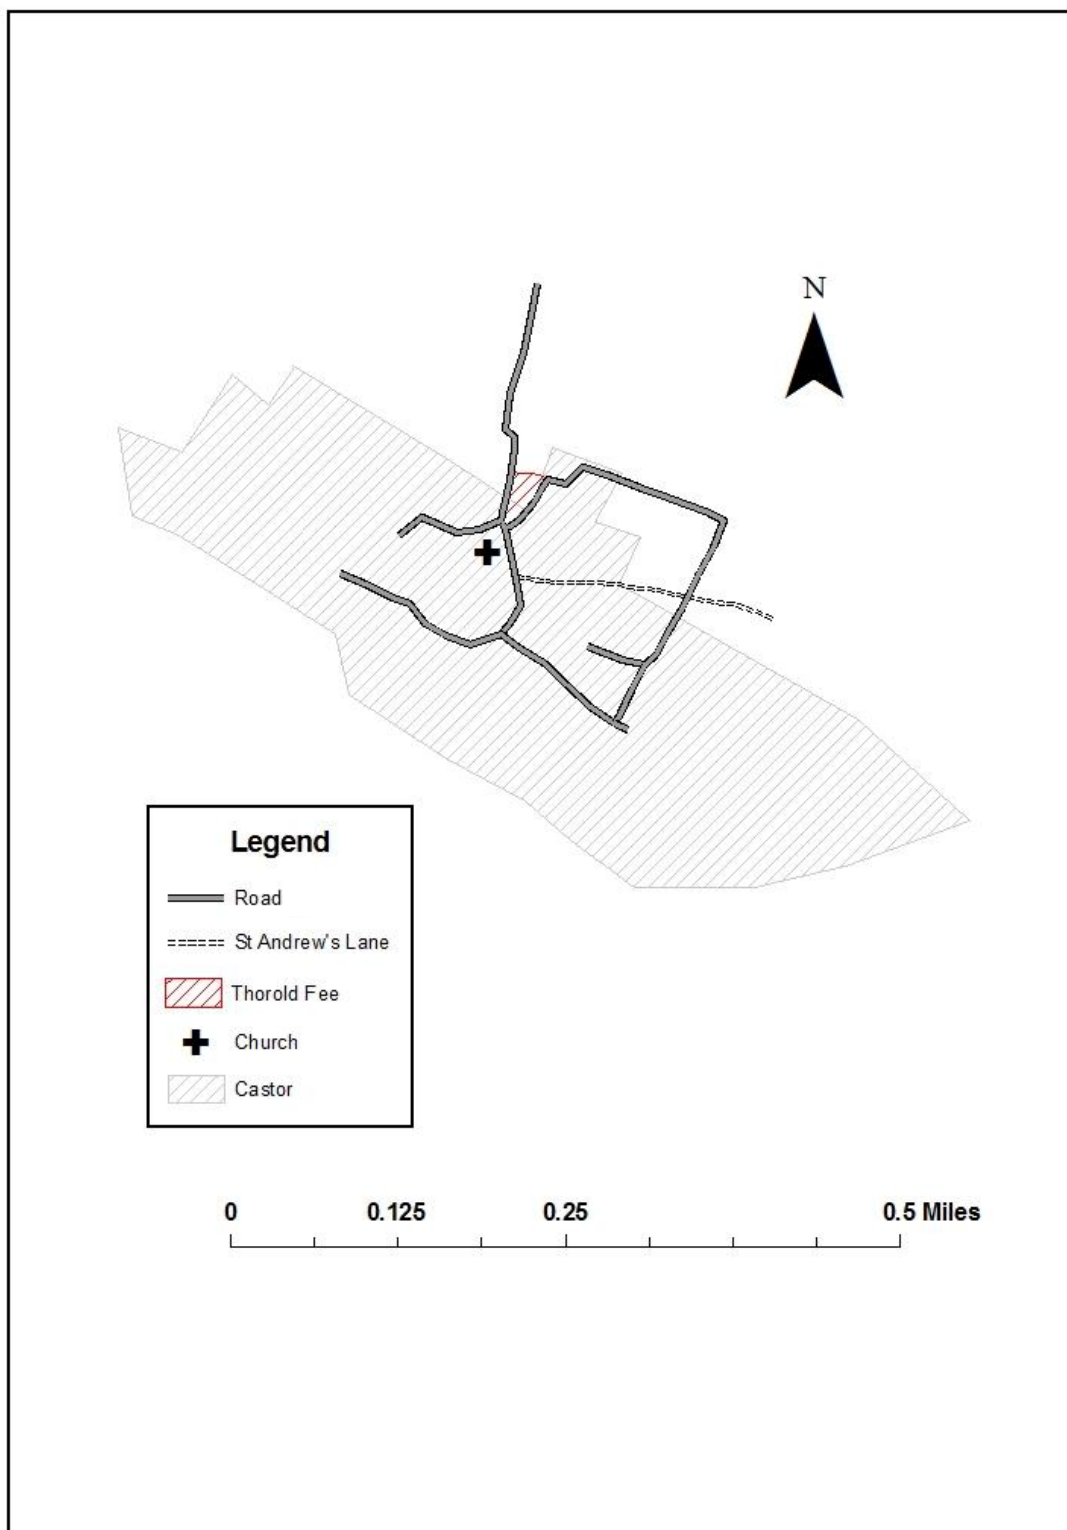 N
Legend
Road
St Andrew's Lane
Thorold Fee
Church
Castor
0 0.125 0.25 0.5 Miles